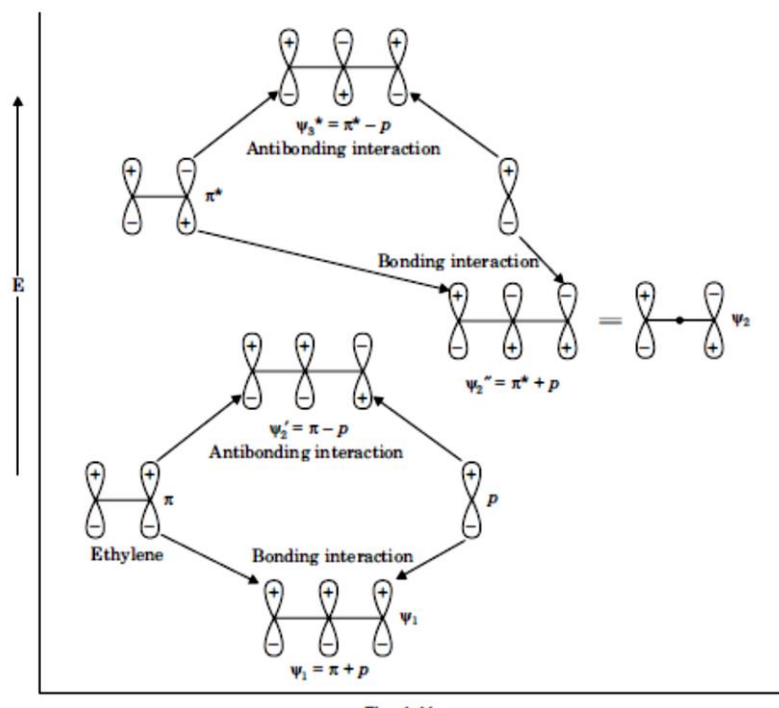 + − +
− + −
ψ₃* = π* – p
Antibonding interaction
+ − π* +
− + −
Bonding interaction
E
+ − − = + − ψ₂
− + + − +
ψ₂″ = π* + p
+ + −
− − +
ψ₂′ = π – p
Antibonding interaction
+ + π + p
− − −
Ethylene
Bonding interaction
+ + + ψ₁
− − −
ψ₁ = π + p